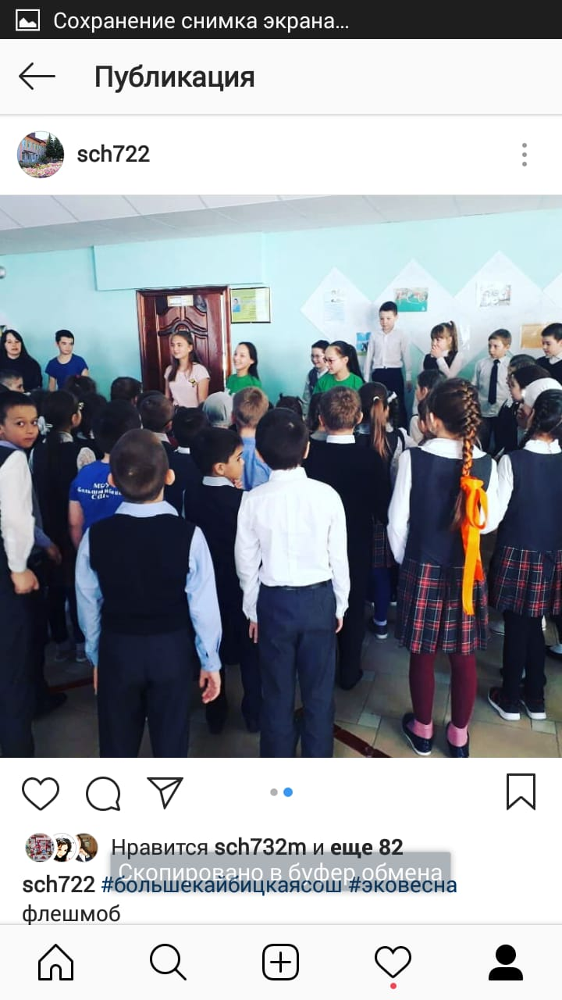 Сохранение снимка экрана...
Публикация
sch722
Нравится sch732m и еще 82
Скопировано в буфер обмена
sch722 #большекайбицкаясош #эковесна
флешмоб